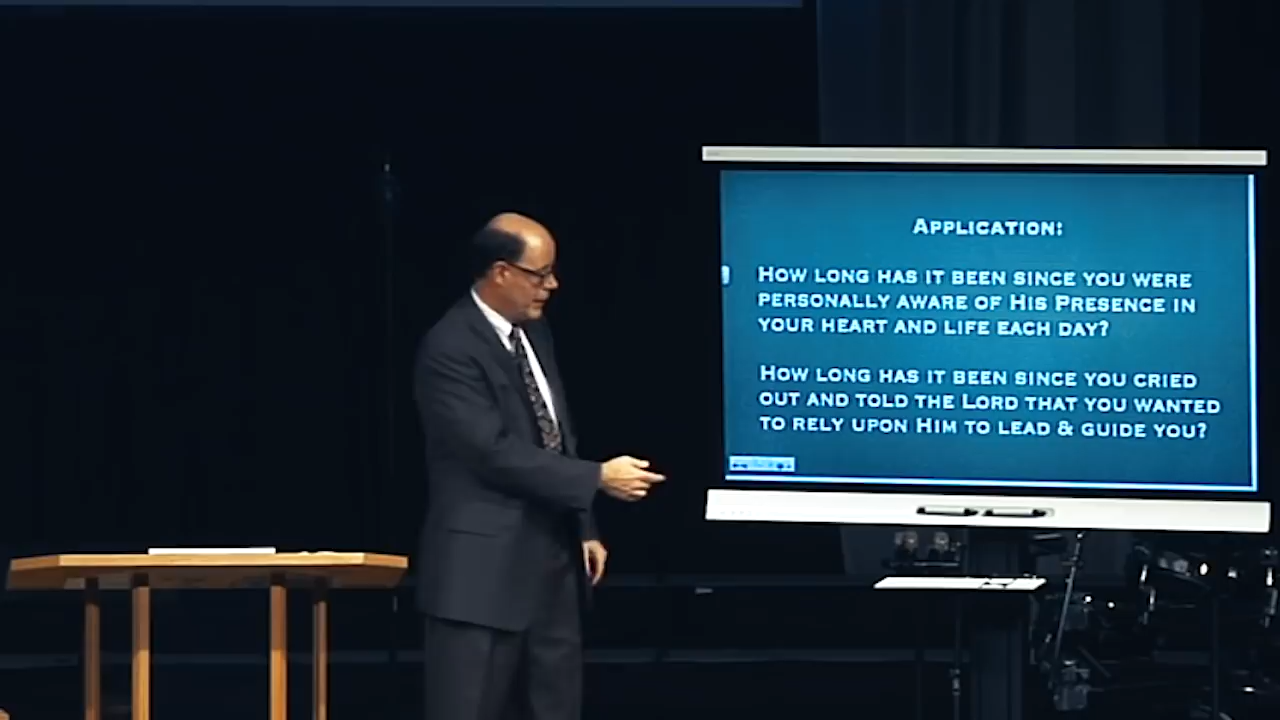 APPLICATION:
HOW LONG HAS IT BEEN SINCE YOU WERE
PERSONALLY AWARE OF HIS PRESENCE IN
YOUR HEART AND LIFE EACH DAY?
HOW LONG HAS IT BEEN SINCE YOU CRIED
OUT AND TOLD THE LORD THAT YOU WANTED
TO RELY UPON HIM TO LEAD & GUIDE YOU?